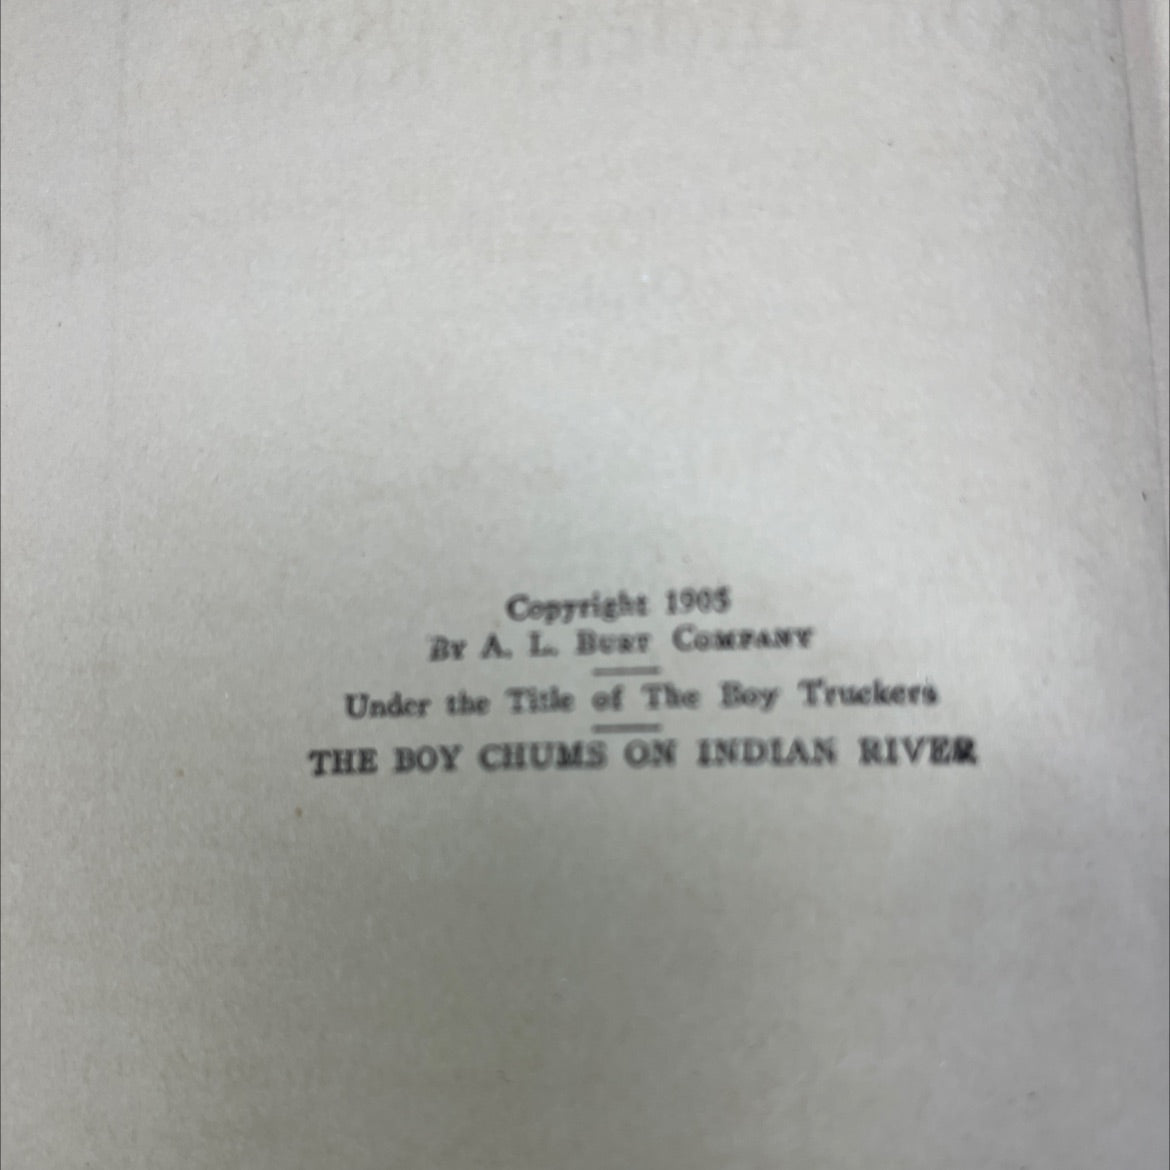 Copyright 1905
By A. L. Burt Company
Under the Title of The Boy Truckers
THE BOY CHUMS ON INDIAN RIVER